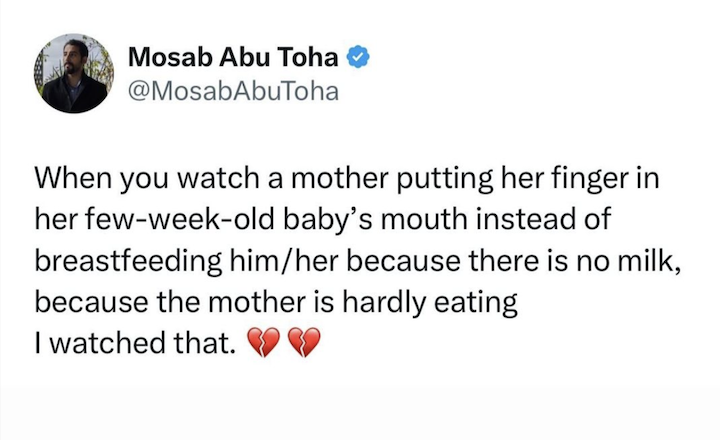 Mosab Abu Toha
@MosabAbuToha
When you watch a mother putting her finger in
her few-week-old baby’s mouth instead of
breastfeeding him/her because there is no milk,
because the mother is hardly eating
I watched that. 💔 💔